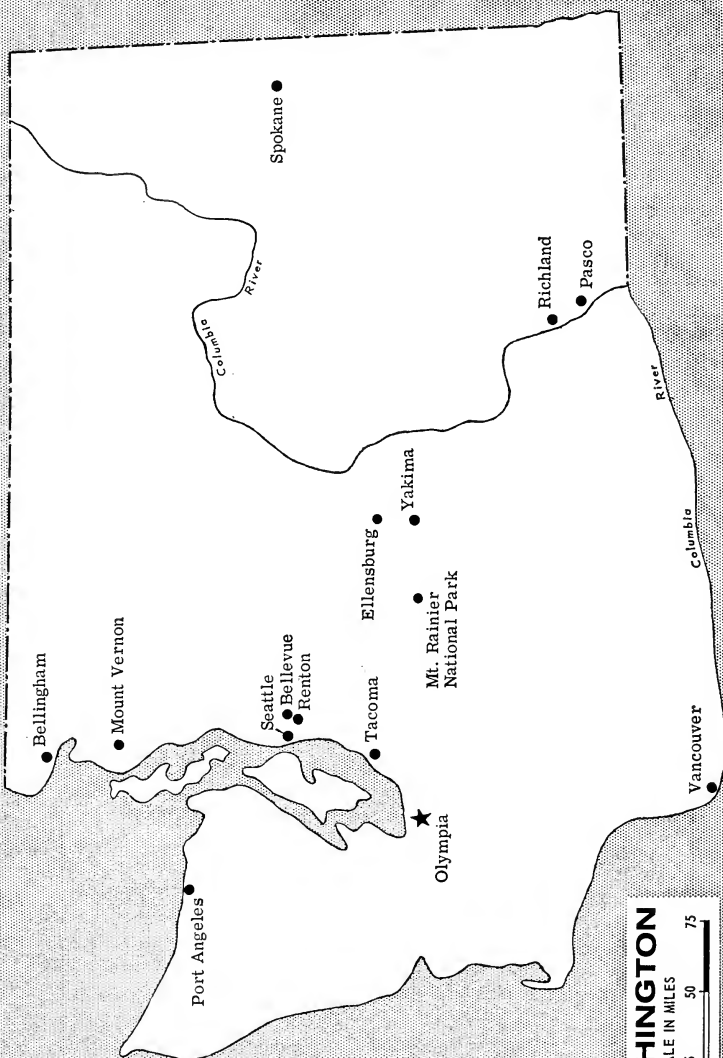 Bellingham
Mount Vernon
Port Angeles
Columbia
River
Spokane
Seattle
Bellevue
Renton
Tacoma
Ellensburg
Yakima
Mt. Rainier
National Park
Olympia
Richland
Pasco
River
Columbia
Vancouver
HINGTON
LE IN MILES
50 75